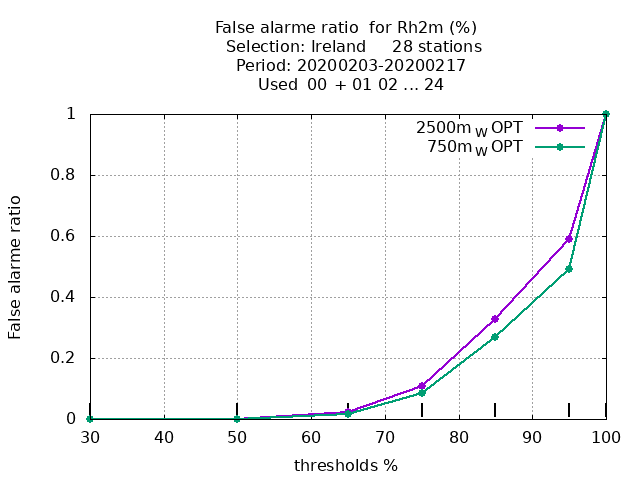 False alarme ratio  for Rh2m (%)
Selection: Ireland     28 stations
Period: 20200203-20200217
Used  00 + 01 02 ... 24
2500m W OPT
750m W OPT
1
0.8
0.6
0.4
0.2
0
False alarme ratio
30 40 50 60 70 80 90 100
thresholds %